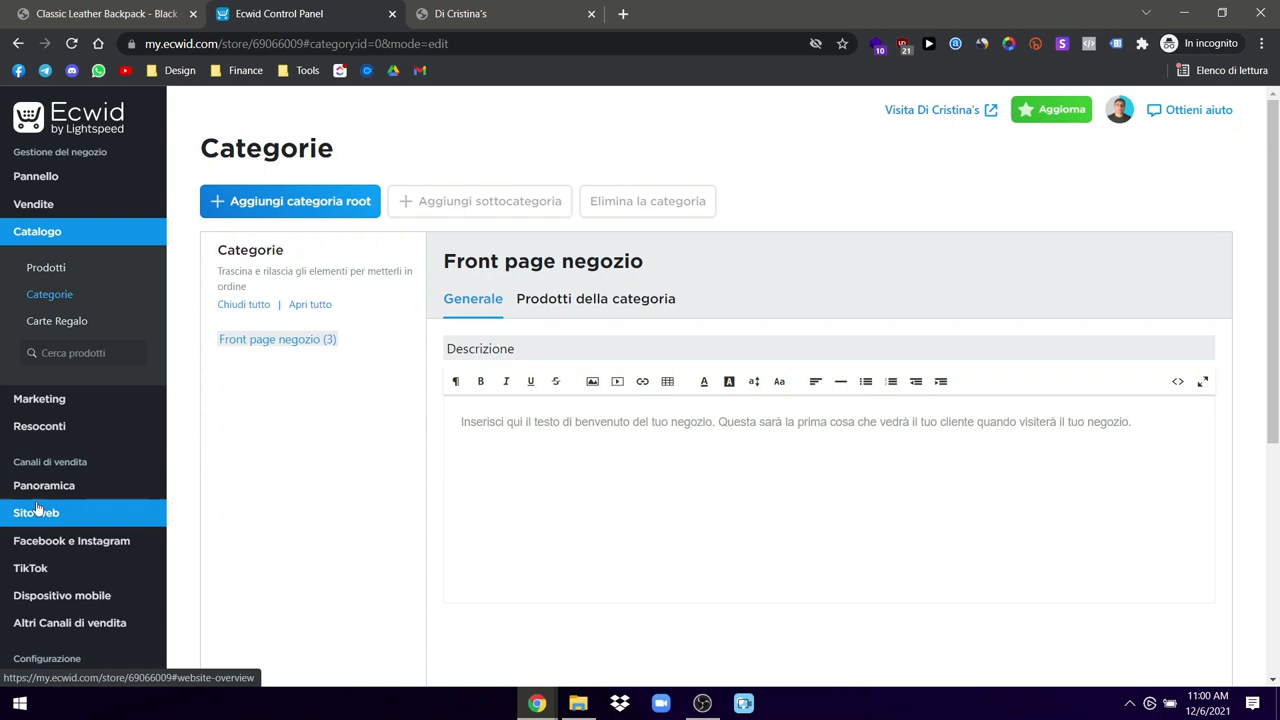 Classic Leather Backpack - Black
Ecwid Control Panel
Di Cristina's
my.ecwid.com/store/69066009#category:id=0&mode=edit
10
21
In incognito
Design
Finance
Tools
Elenco di lettura
Ecwid
by Lightspeed
Gestione del negozio
Pannello
Vendite
Catalogo
Prodotti
Categorie
Carte Regalo
Cerca prodotti
Marketing
Resoconti
Canali di vendita
Panoramica
Sito web
Facebook e Instagram
TikTok
Dispositivo mobile
Altri Canali di vendita
Configurazione
https://my.ecwid.com/store/69066009#website-overview
Visita Di Cristina's
Aggiorna
Ottieni aiuto
Categorie
Aggiungi categoria root
Aggiungi sottocategoria
Elimina la categoria
Categorie
Trascina e rilascia gli elementi per metterli in
ordine
Chiudi tutto | Apri tutto
Front page negozio (3)
Front page negozio
Generale
Prodotti della categoria
Descrizione
Inserisci qui il testo di benvenuto del tuo negozio. Questa sarà la prima cosa che vedrà il tuo cliente quando visiterà il tuo negozio.
11:00 AM
12/6/2021